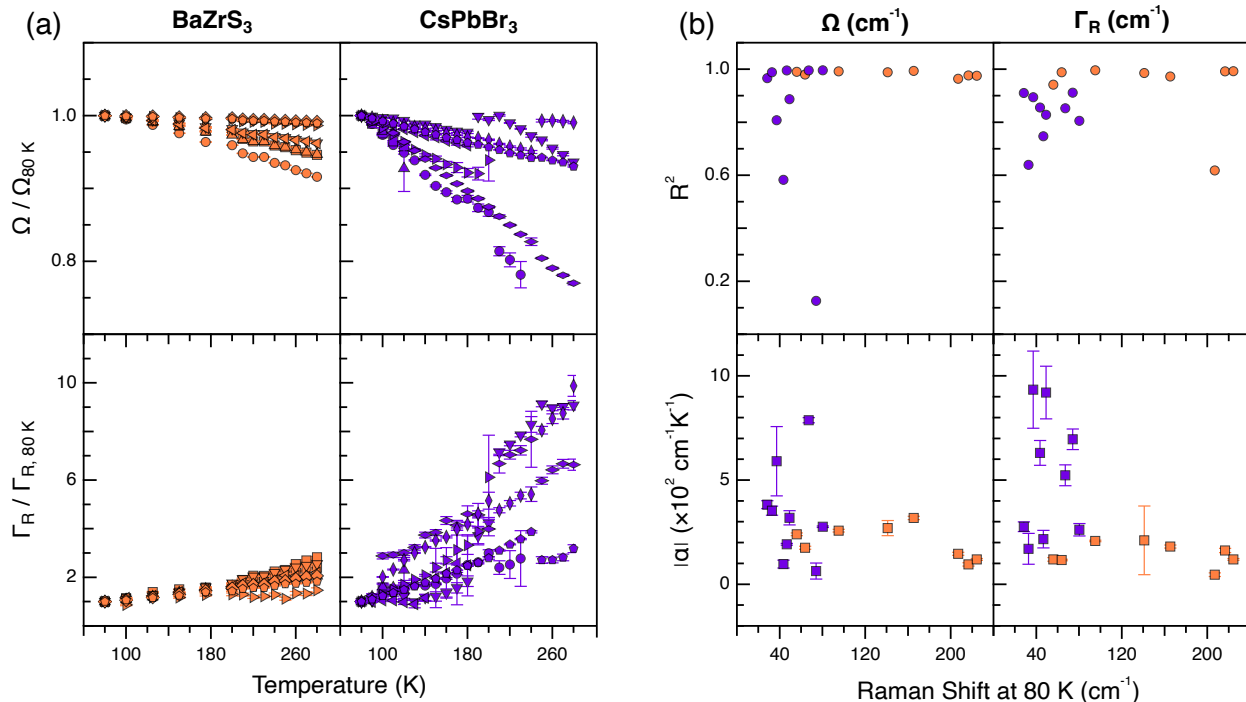 (a)
BaZrS3
CsPbBr3
1.0
0.8
Ω / Ω80 K
10
6
2
ΓR / ΓR, 80 K
100
180
260
100
180
260
Temperature (K)
(b)
Ω (cm-1)
ΓR (cm-1)
1.0
0.6
0.2
R2
10
5
0
|α| (×102 cm-1K-1)
40
120
200
40
120
200
Raman Shift at 80 K (cm-1)